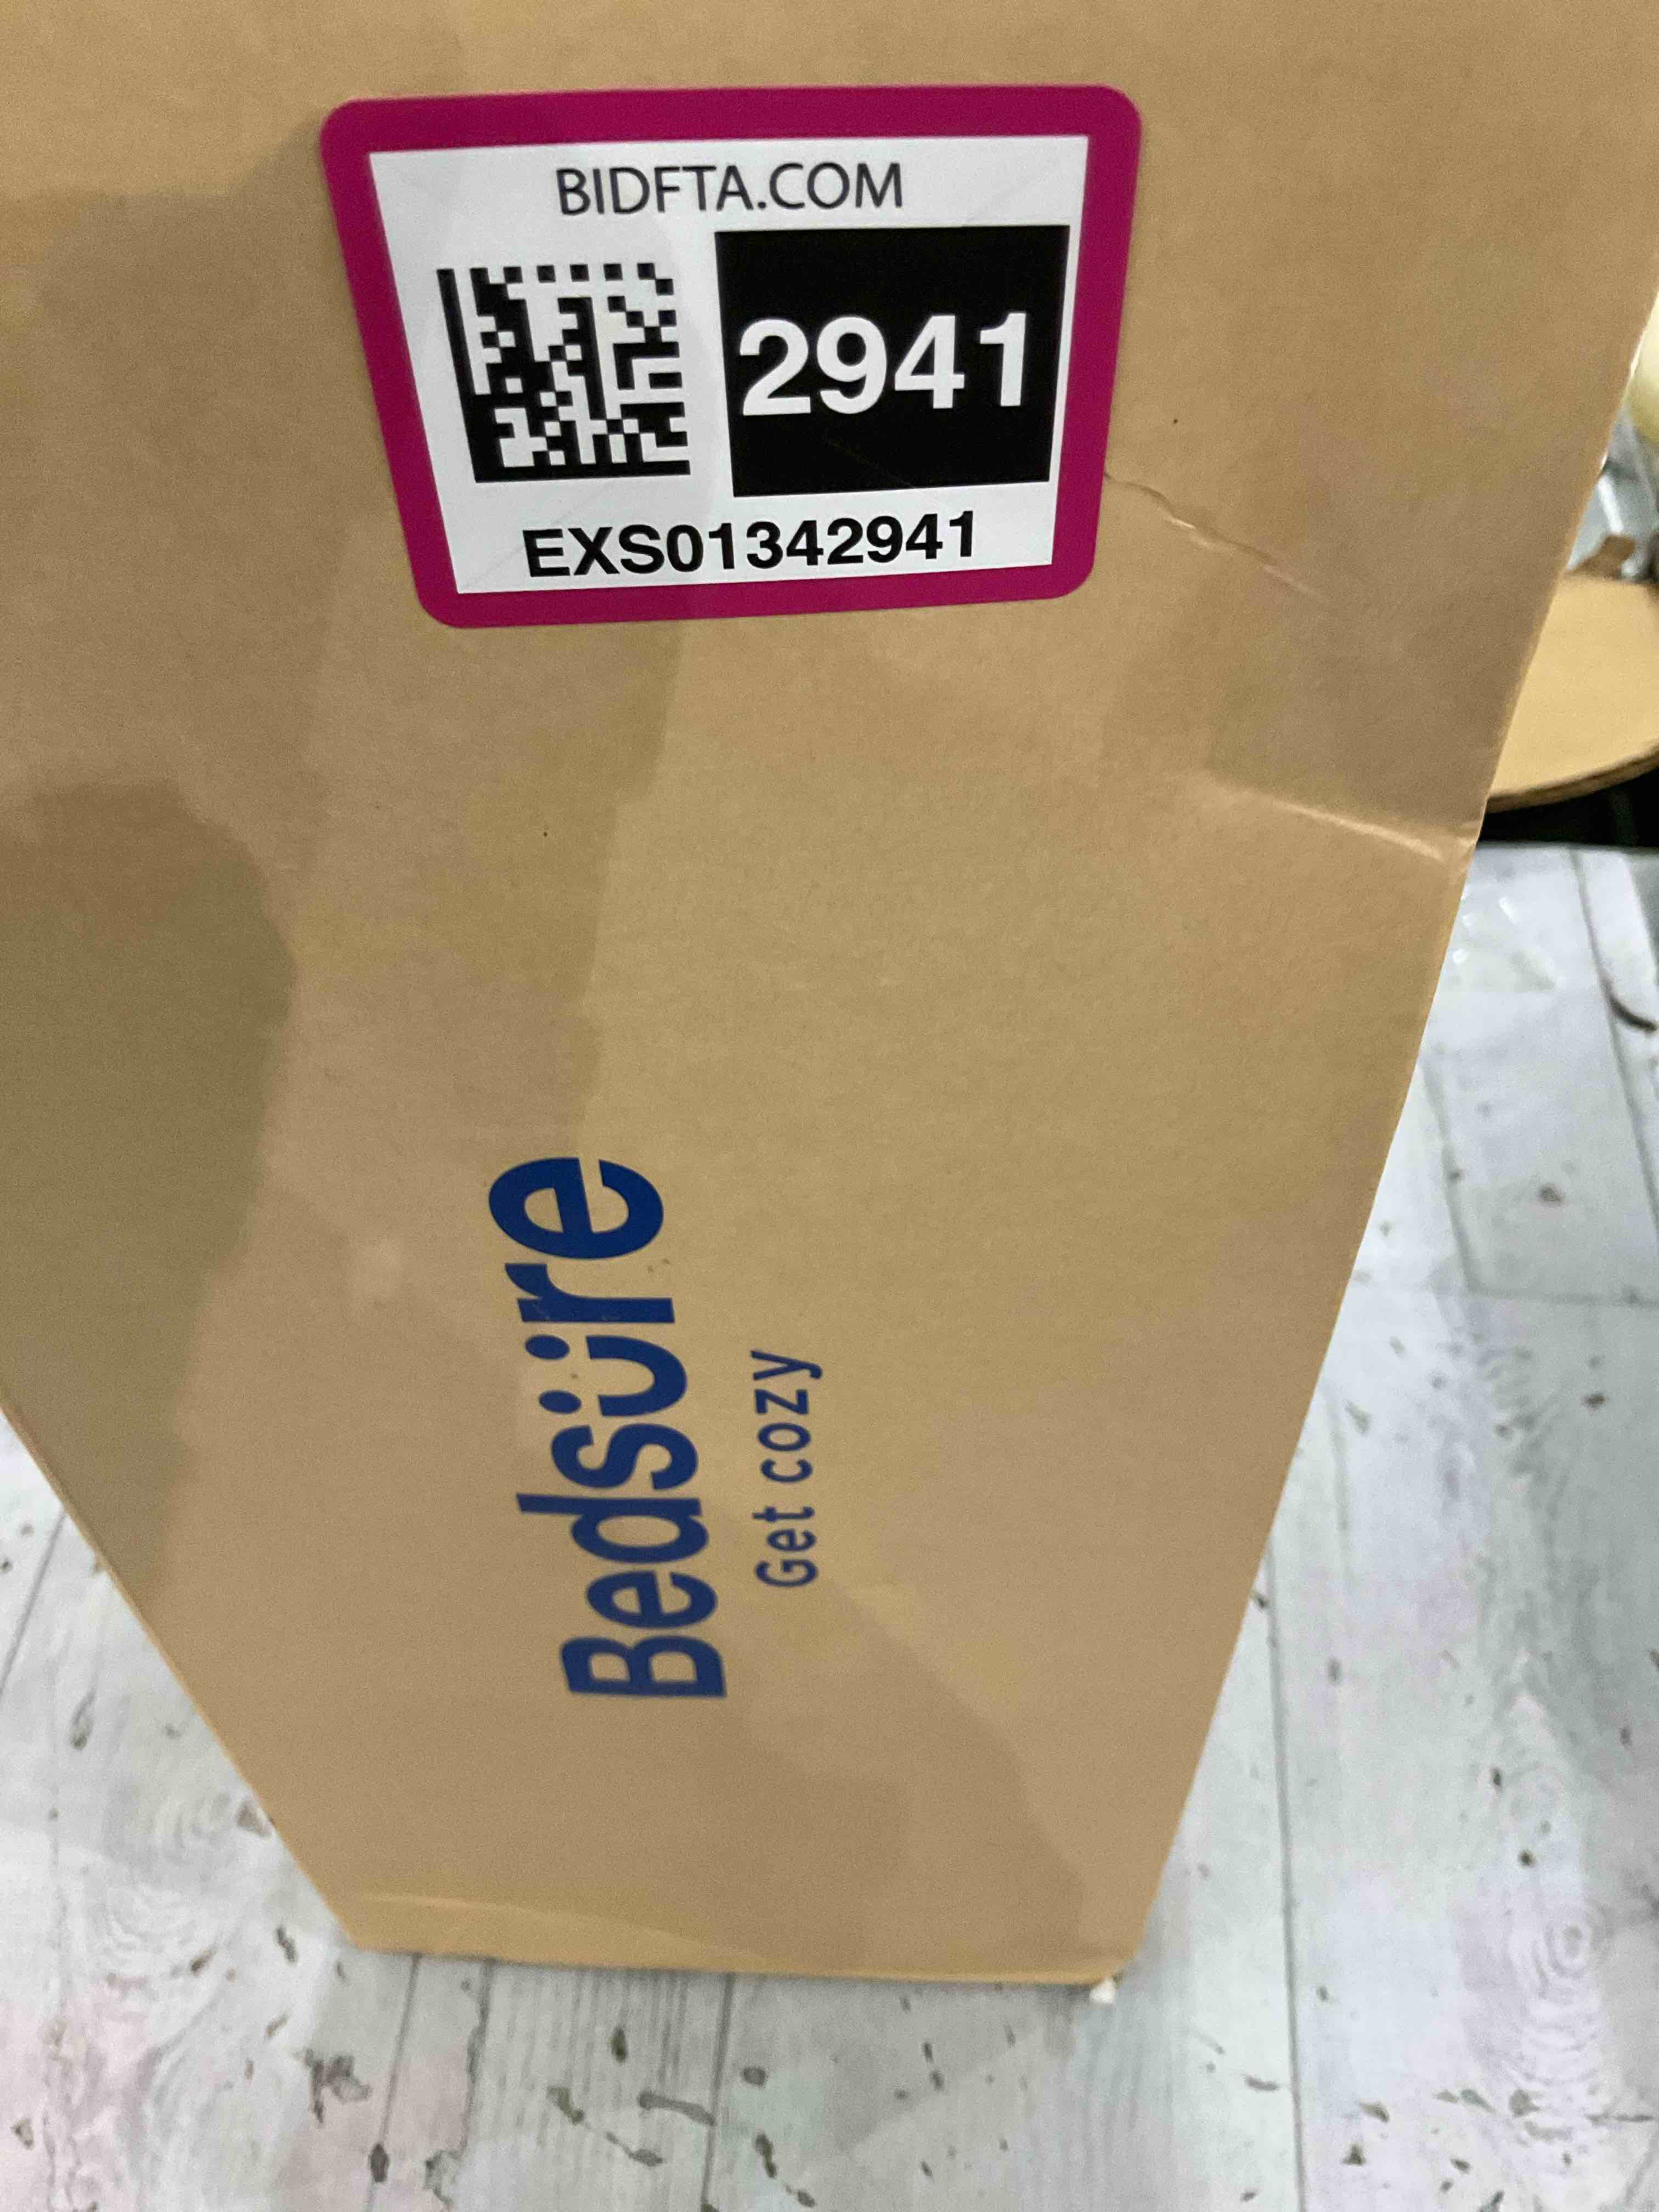 BIDFTA.COM
2941
EXS01342941
Bedsüre
Get cozy